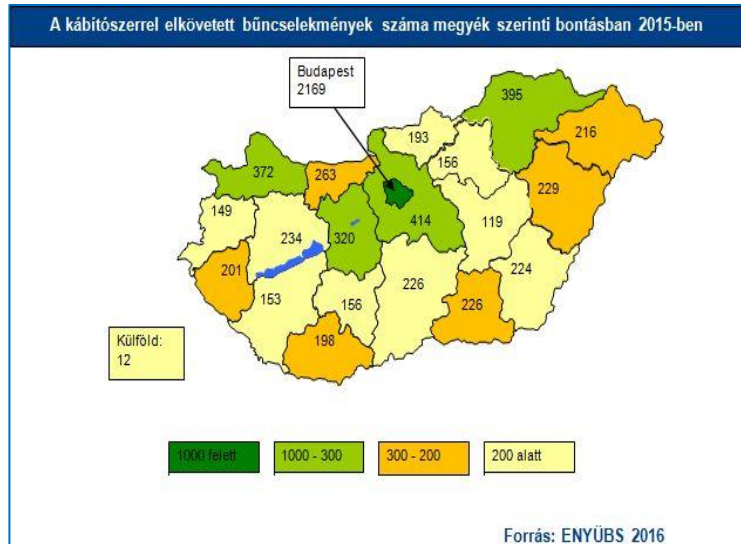 A kábítószerrel elkövetett bűncselekmények száma megyék szerinti bontásban 2015-ben
Budapest
2169
395
193
216
156
372
263
229
149
414
119
234
320
201
224
226
153
156
226
198
Külföld:
12
1000 felett
1000 - 300
300 - 200
200 alatt
Forrás: ENYÜBS 2016